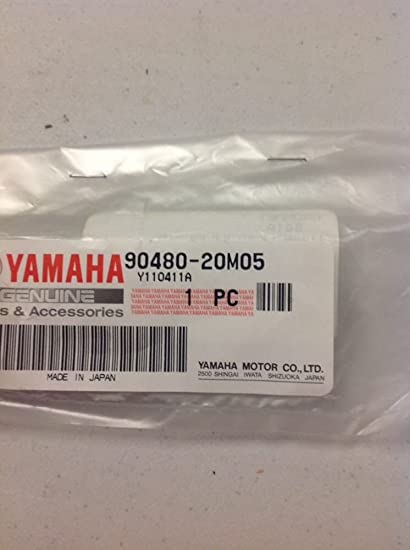 YAMAHA 90480-20M05
GENUINE Y110411A
s & Accessories 1 PC
MADE IN JAPAN
YAMAHA MOTOR CO., LTD.
2500 SHINGAI IWATA SHIZUOKA, JAPAN